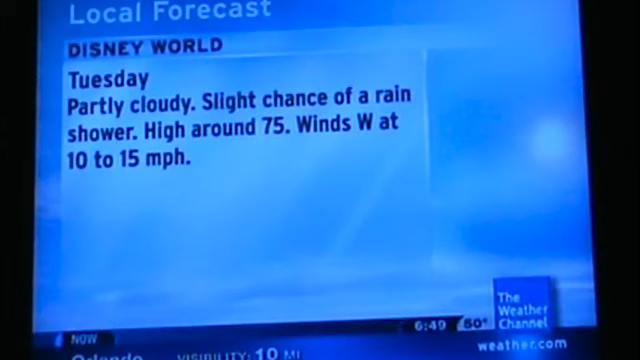 Local Forecast
DISNEY WORLD
Tuesday
Partly cloudy. Slight chance of a rain
shower. High around 75. Winds W at
10 to 15 mph.
The
Weather
Channel
6:49 60°
NOW
weather.com
Orlando VISIBILITY: 10 MI